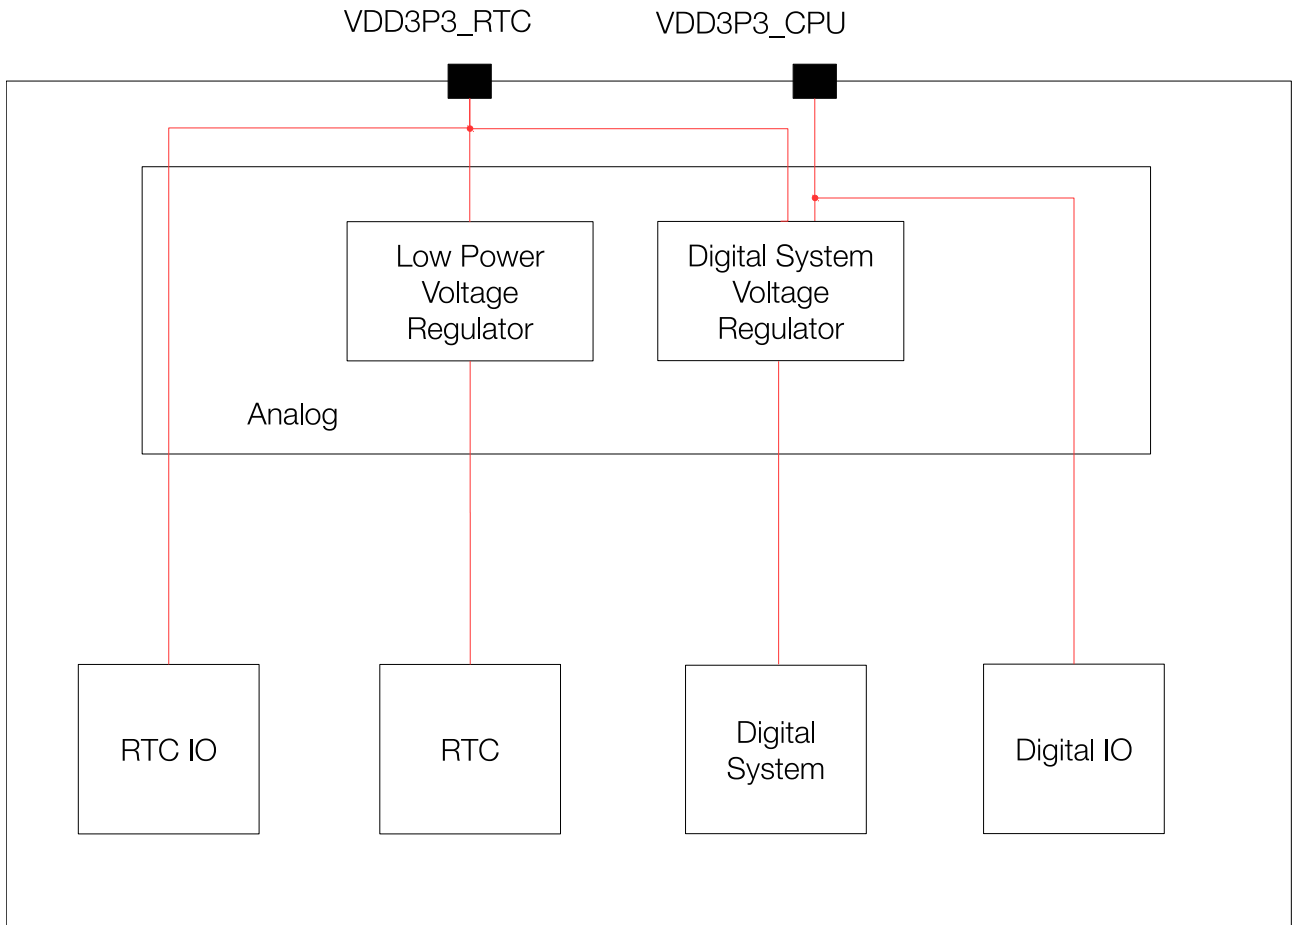 VDD3P3_RTC
VDD3P3_CPU
Low Power
Voltage
Regulator
Digital System
Voltage
Regulator
Analog
RTC IO
RTC
Digital
System
Digital IO